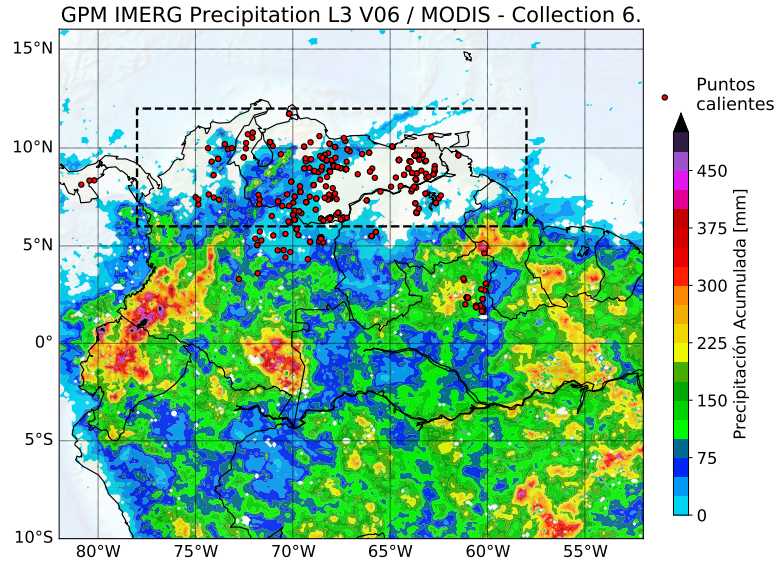 GPM IMERG Precipitation L3 V06 / MODIS - Collection 6.
15°N
10°N
5°N
0°
5°S
10°S
80°W
75°W
70°W
65°W
60°W
55°W
Puntos
calientes
450
375
300
225
150
75
0
Precipitación Acumulada [mm]